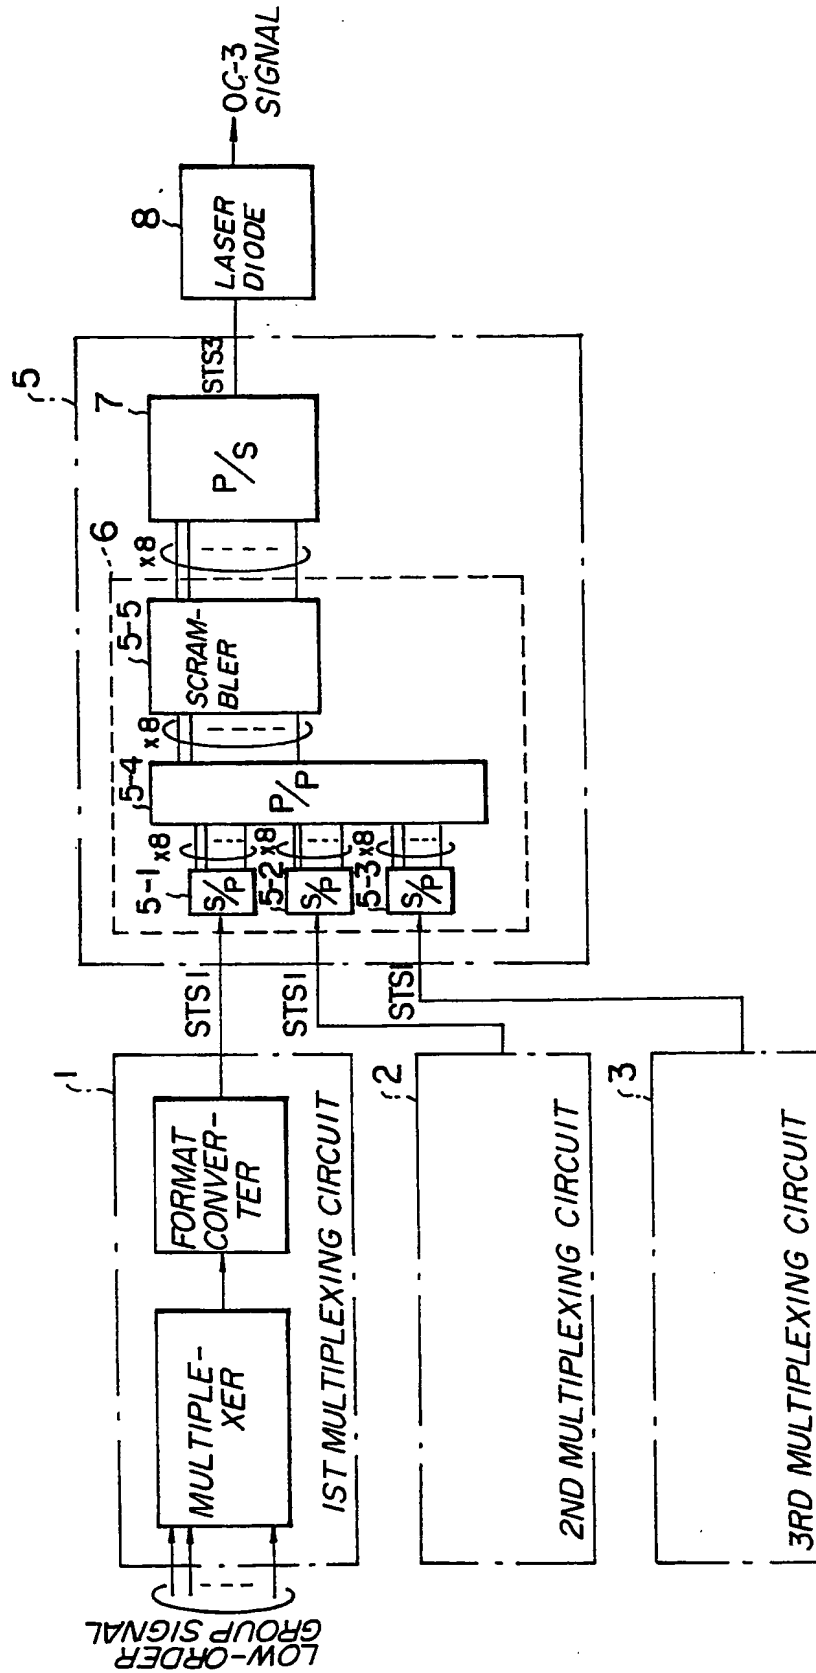 LOW-ORDER
GROUP SIGNAL
MULTIPLE-
XER
FORMAT
CONVER-
TER
1
1ST MULTIPLEXING CIRCUIT
2
2ND MULTIPLEXING CIRCUIT
3
3RD MULTIPLEXING CIRCUIT
STS1
STS1
STS1
5-1
S/P
x8
5-2
S/P
x8
5-3
S/P
x8
5-4
P/P
x8
5-5
SCRAM-
BLER
6
x8
7
P/S
5
STS3
8
LASER
DIODE
OC-3
SIGNAL